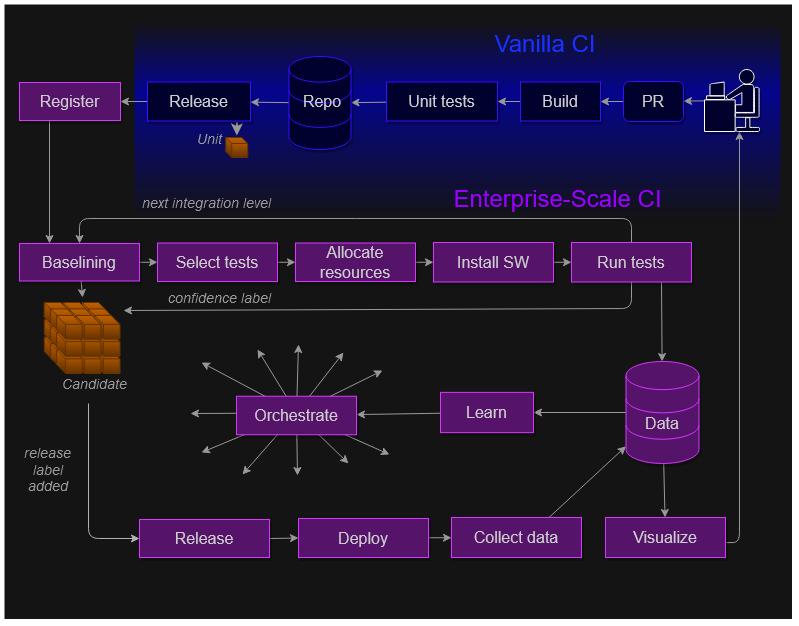 Vanilla CI
Register
Release
Repo
Unit tests
Build
PR
Unit
Enterprise-Scale CI
next integration level
Baselining
Select tests
Allocate
resources
Install SW
Run tests
confidence label
Candidate
Orchestrate
Learn
Data
release
label
added
Release
Deploy
Collect data
Visualize